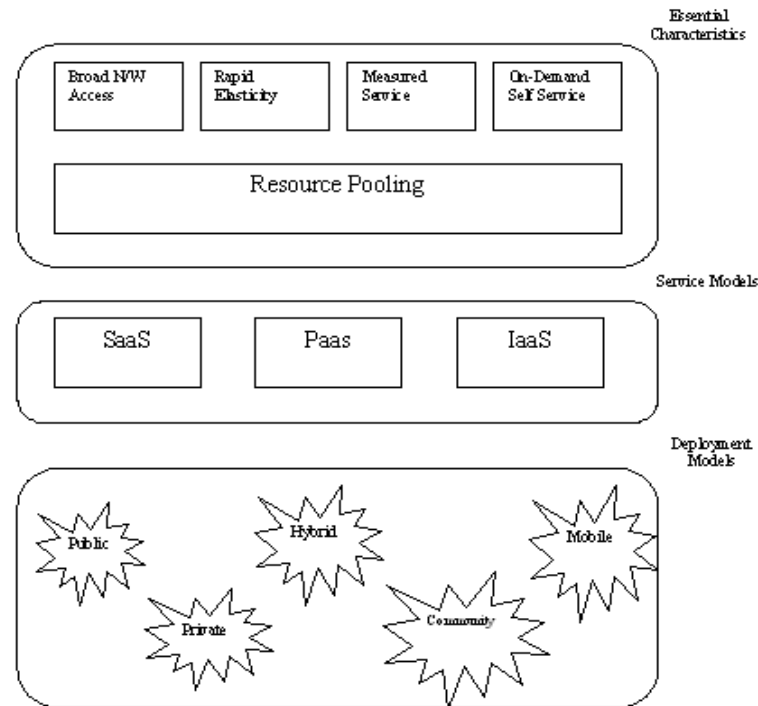 Essential
Characteristics
Broad N/W
Access
Rapid
Elasticity
Measured
Service
On-Demand
Self Service
Resource Pooling
Service Models
SaaS
Paas
IaaS
Deployment
Models
Public
Hybrid
Mobile
Private
Community